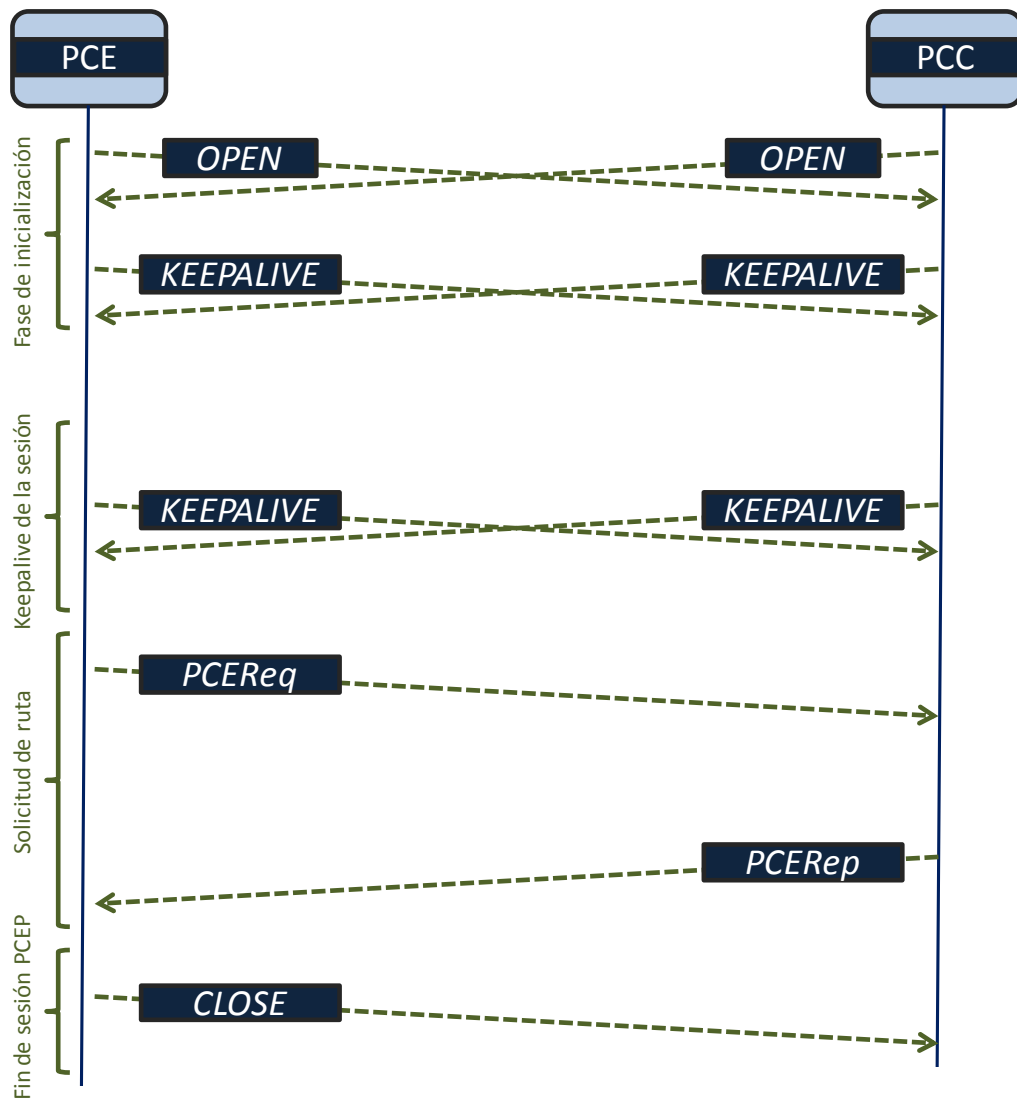 PCE
PCC
Fase de inicialización
OPEN
OPEN
KEEPALIVE
KEEPALIVE
Keepalive de la sesión
KEEPALIVE
KEEPALIVE
Solicitud de ruta
PCEReq
PCERep
Fin de sesión PCEP
CLOSE